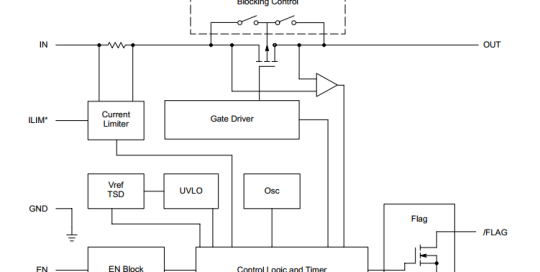 Blocking Control
IN
OUT
ILIM*
Current
Limiter
Gate Driver
Vref
TSD
UVLO
Osc
GND
Flag
/FLAG
EN
EN Block
Control Logic and Timer